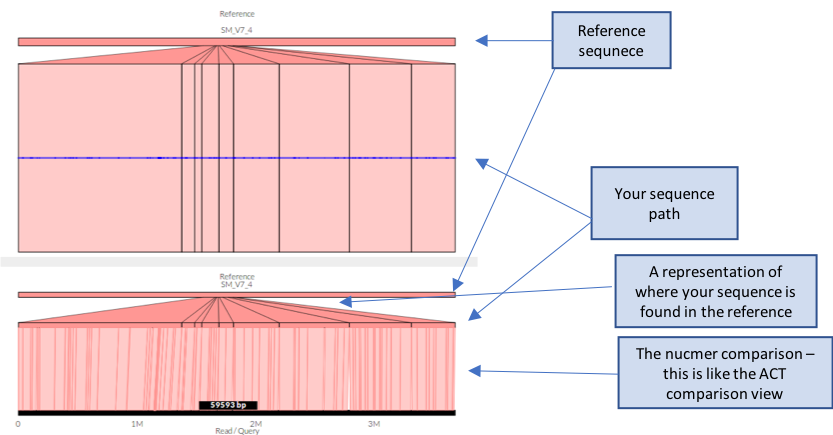 Reference
SM_V7_4
Reference
sequnece
Your sequence
path
A representation of
where your sequence is
found in the reference
Reference
SM_V7_4
The nucmer comparison –
this is like the ACT
comparison view
59593 bp
0
1M
2M
3M
Read / Query